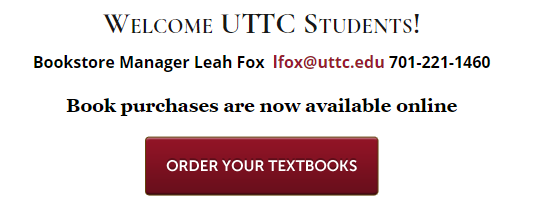 Welcome UTTC Students!
Bookstore Manager Leah Fox lfox@uttc.edu 701-221-1460
Book purchases are now available online
ORDER YOUR TEXTBOOKS